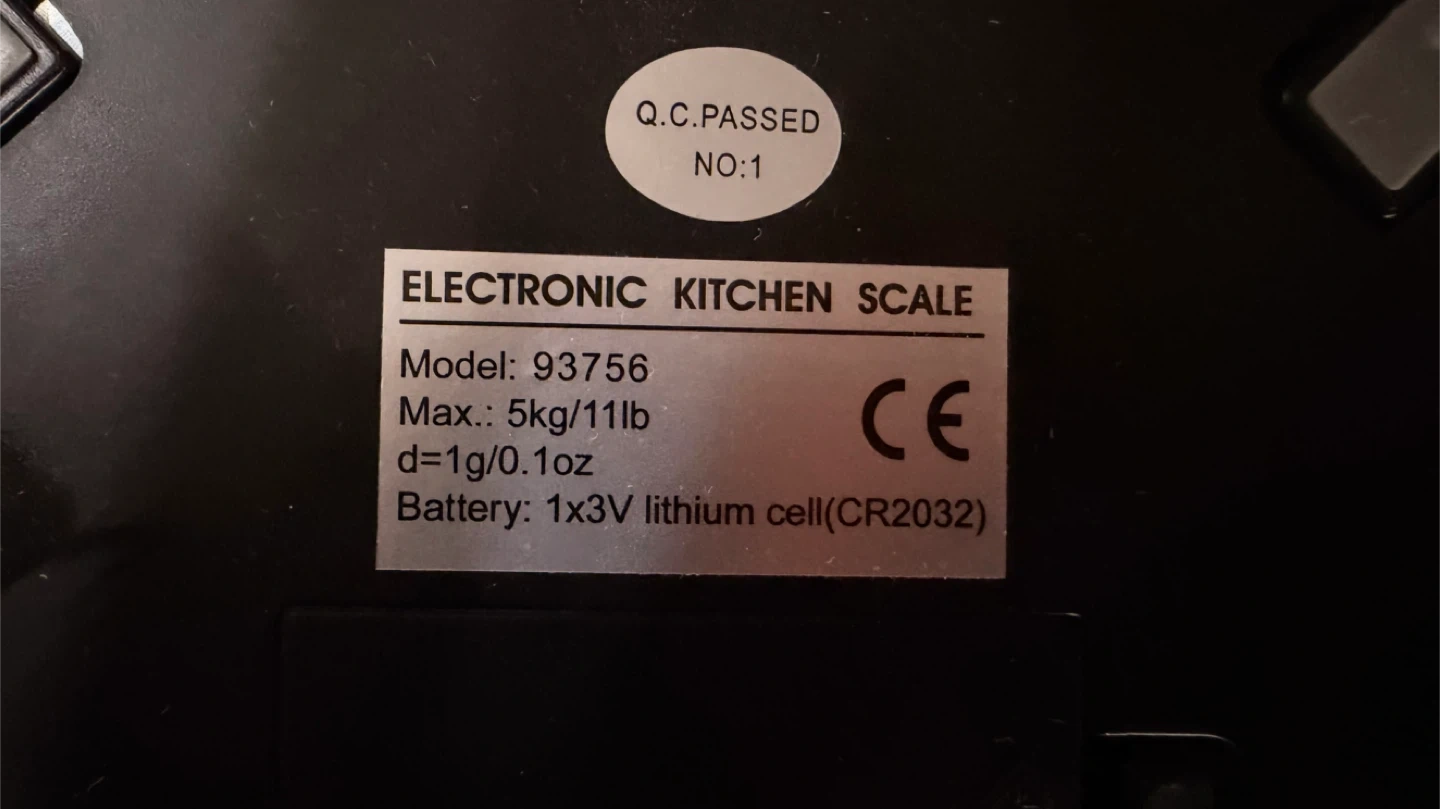 Q.C.PASSED
NO:1
ELECTRONIC KITCHEN SCALE
Model: 93756
Max.: 5kg/11lb
CE
d=1g/0.1oz
Battery: 1x3V lithium cell(CR2032)